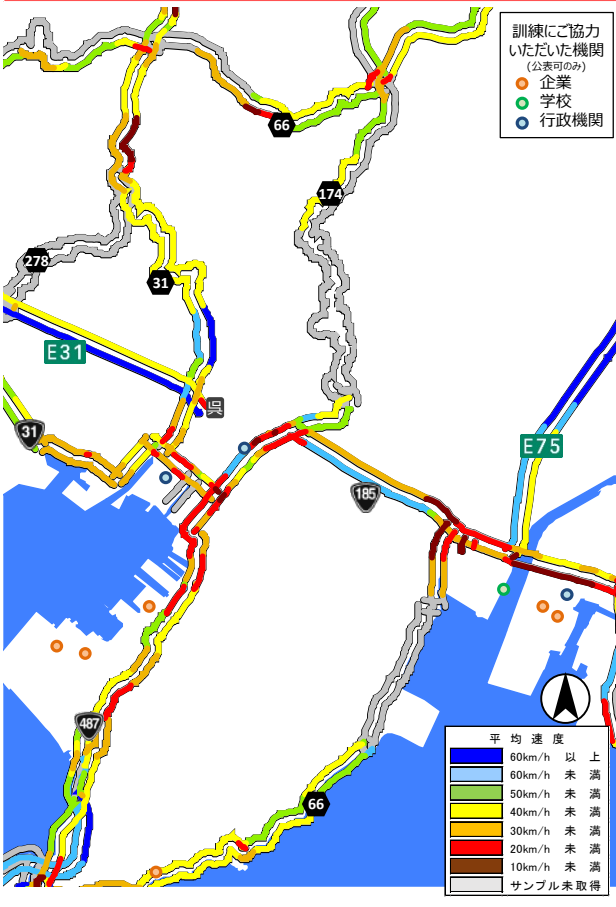 訓練にご協力
いただいた機関
(公表可のみ)
企業
学校
行政機関
66
174
278
31
E31
呉
31
E75
185
487
66
平均速度
60km/h 以上
60km/h 未満
50km/h 未満
40km/h 未満
30km/h 未満
20km/h 未満
10km/h 未満
サンプル未取得